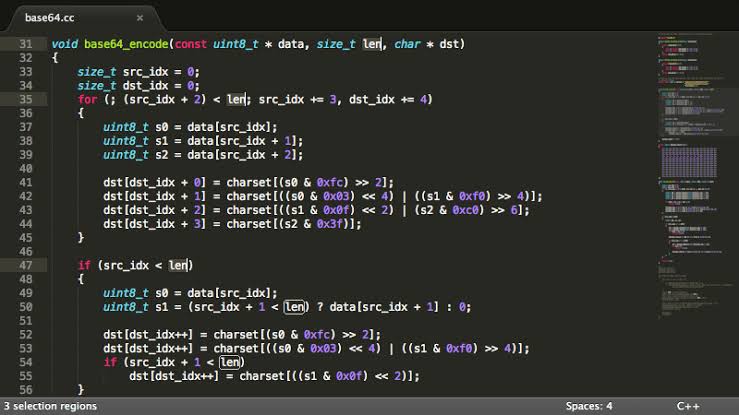 base64.cc ×
31 void base64_encode(const uint8_t * data, size_t len, char * dst)
32 {
33     size_t src_idx = 0;
34     size_t dst_idx = 0;
35     for (; (src_idx + 2) < len; src_idx += 3, dst_idx += 4)
36     {
37         uint8_t s0 = data[src_idx];
38         uint8_t s1 = data[src_idx + 1];
39         uint8_t s2 = data[src_idx + 2];
40
41         dst[dst_idx + 0] = charset[(s0 & 0xfc) >> 2];
42         dst[dst_idx + 1] = charset[((s0 & 0x03) << 4) | ((s1 & 0xf0) >> 4)];
43         dst[dst_idx + 2] = charset[((s1 & 0x0f) << 2) | (s2 & 0xc0) >> 6];
44         dst[dst_idx + 3] = charset[(s2 & 0x3f)];
45     }
46
47     if (src_idx < len)
48     {
49         uint8_t s0 = data[src_idx];
50         uint8_t s1 = (src_idx + 1 < len) ? data[src_idx + 1] : 0;
51
52         dst[dst_idx++] = charset[(s0 & 0xfc) >> 2];
53         dst[dst_idx++] = charset[((s0 & 0x03) << 4) | ((s1 & 0xf0) >> 4)];
54         if (src_idx + 1 < len)
55             dst[dst_idx++] = charset[((s1 & 0x0f) << 2)];
56     }
3 selection regions Spaces: 4 C++